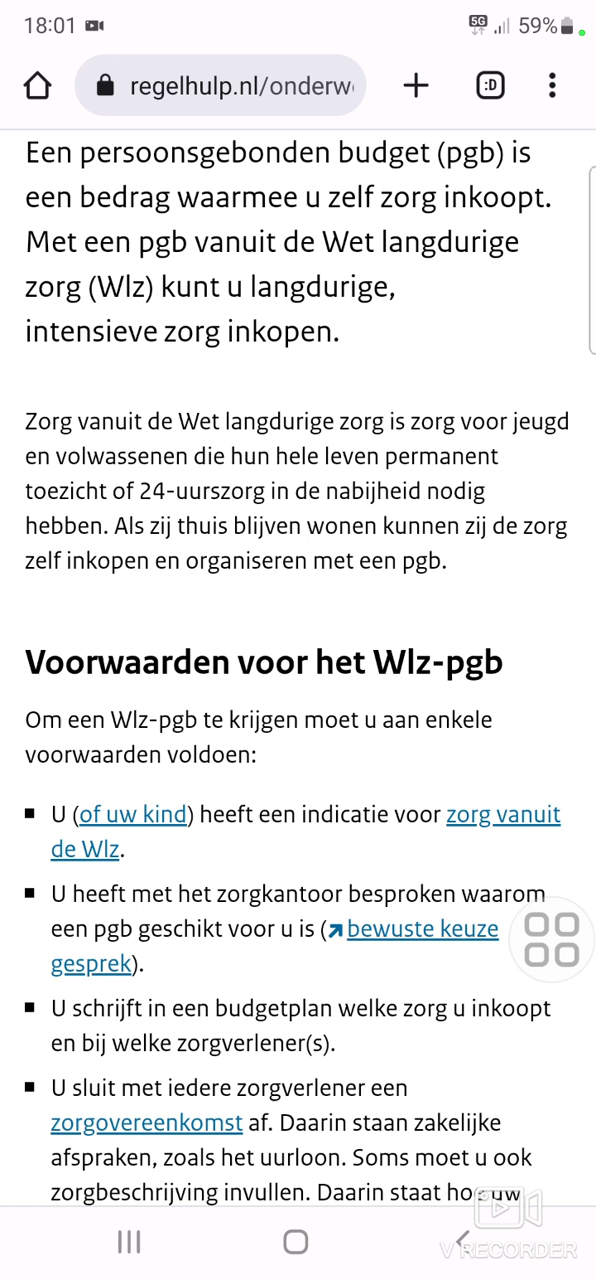 18:01
5G
59%
regelhulp.nl/onderw
:D
Een persoonsgebonden budget (pgb) is
een bedrag waarmee u zelf zorg inkoopt.
Met een pgb vanuit de Wet langdurige
zorg (Wlz) kunt u langdurige,
intensieve zorg inkopen.
Zorg vanuit de Wet langdurige zorg is zorg voor jeugd
en volwassenen die hun hele leven permanent
toezicht of 24-uurszorg in de nabijheid nodig
hebben. Als zij thuis blijven wonen kunnen zij de zorg
zelf inkopen en organiseren met een pgb.
Voorwaarden voor het Wlz-pgb
Om een Wlz-pgb te krijgen moet u aan enkele
voorwaarden voldoen:
U (of uw kind) heeft een indicatie voor zorg vanuit
de Wlz.
U heeft met het zorgkantoor besproken waarom
een pgb geschikt voor u is (bewuste keuze
gesprek).
U schrijft in een budgetplan welke zorg u inkoopt
en bij welke zorgverlener(s).
U sluit met iedere zorgverlener een
zorgovereenkomst af. Daarin staan zakelijke
afspraken, zoals het uurloon. Soms moet u ook
zorgbeschrijving invullen. Daarin staat hoe uw
V RECORDER